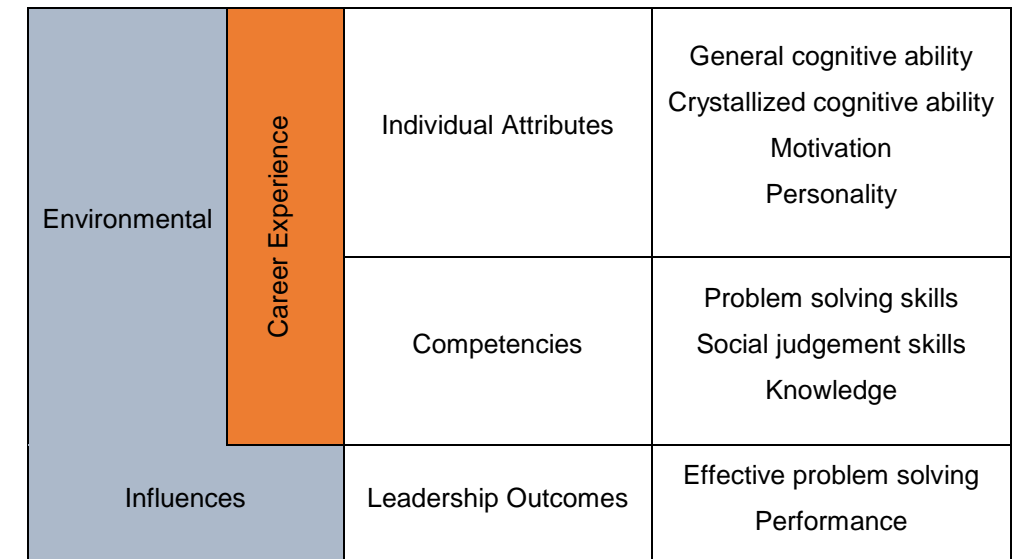 Environmental
Influences
Career Experience
Individual Attributes
General cognitive ability
Crystallized cognitive ability
Motivation
Personality
Competencies
Problem solving skills
Social judgement skills
Knowledge
Leadership Outcomes
Effective problem solving
Performance